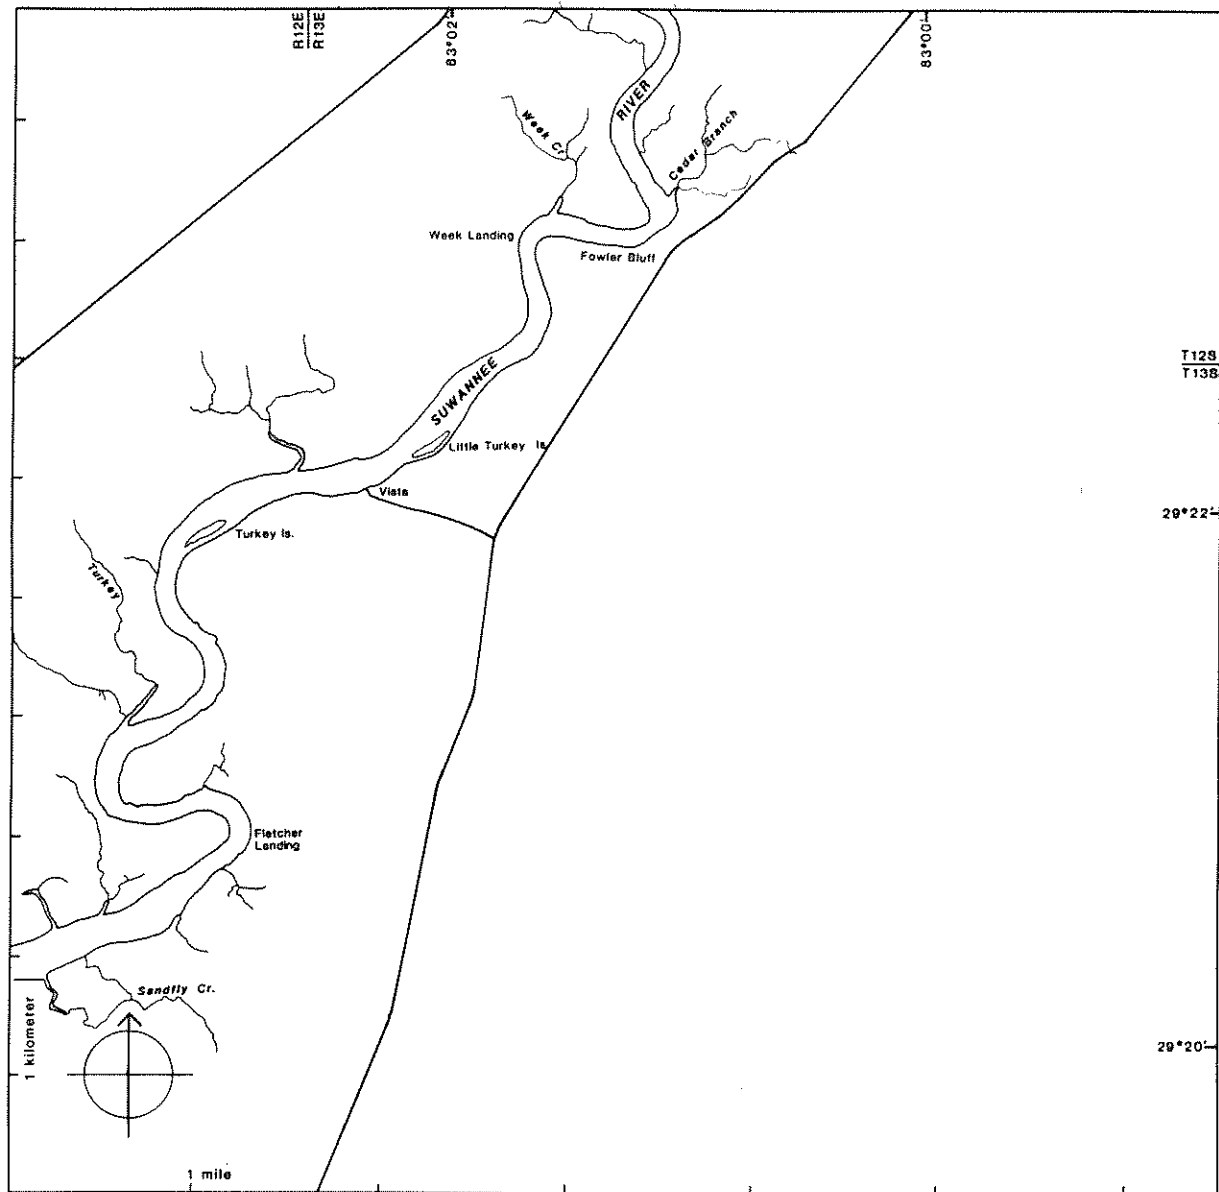 R12E
R13E
83°02'
83°00'
RIVER
Week Cr
Cedar Branch
Week Landing
Fowler Bluff
T12S
T13S
SUWANNEE
Little Turkey Is.
Vista
29°22'
Turkey Is.
Turkey
Fletcher
Landing
Sandfly Cr.
1 kilometer
29°20'
1 mile